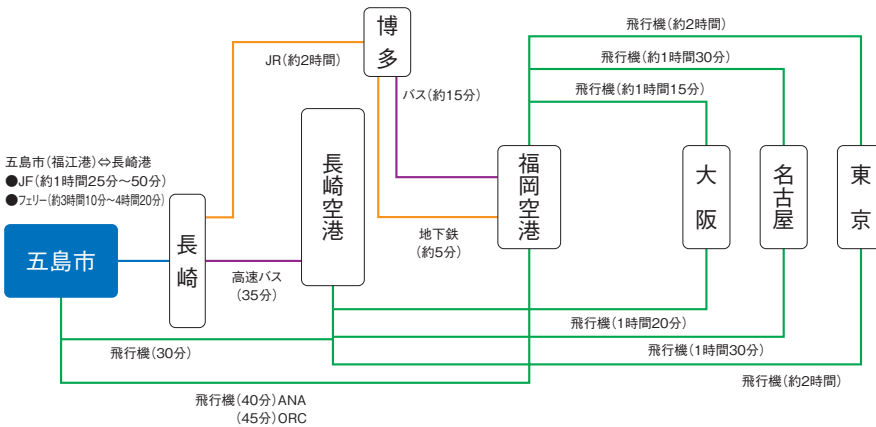 飛行機(約2時間)
博多
飛行機(約1時間30分)
JR(約2時間)
バス(約15分)
飛行機(約1時間15分)
五島市(福江港)⇔長崎港
●JF(約1時間25分～50分)
●フェリー(約3時間10分～4時間20分)
長崎空港
福岡空港
大阪
名古屋
東京
五島市
長崎
地下鉄
(約5分)
高速バス
(35分)
飛行機(1時間20分)
飛行機(30分)
飛行機(1時間30分)
飛行機(約2時間)
飛行機(40分)ANA
(45分)ORC